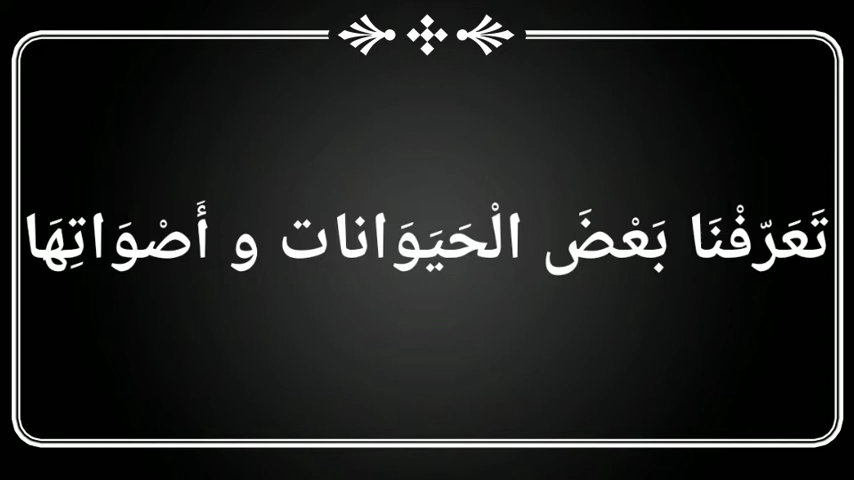 تَعَرّفْنَا بَعْضَ الْحَيَوَانات و أَصْوَاتِهَا